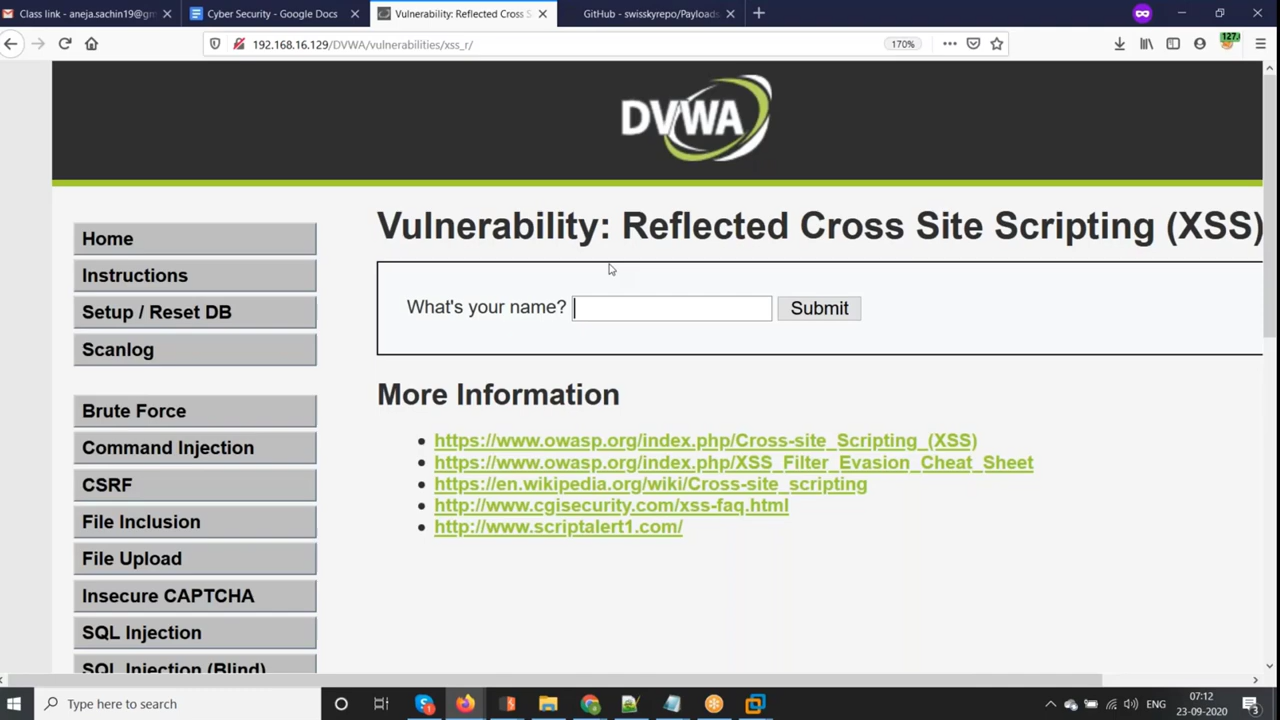 Class link - aneja.sachin19@gm
Cyber Security - Google Docs
Vulnerability: Reflected Cross S
GitHub - swisskyrepo/Payloads
192.168.16.129/DVWA/vulnerabilities/xss_r/
170%
127.
DVWA
Vulnerability: Reflected Cross Site Scripting (XSS)
Home
Instructions
Setup / Reset DB
Scanlog
Brute Force
Command Injection
CSRF
File Inclusion
File Upload
Insecure CAPTCHA
SQL Injection
SQL Injection (Blind)
What's your name?
Submit
More Information
https://www.owasp.org/index.php/Cross-site_Scripting_(XSS)
https://www.owasp.org/index.php/XSS_Filter_Evasion_Cheat_Sheet
https://en.wikipedia.org/wiki/Cross-site_scripting
http://www.cgisecurity.com/xss-faq.html
http://www.scriptalert1.com/
Type here to search
ENG
07:12
23-09-2020
3